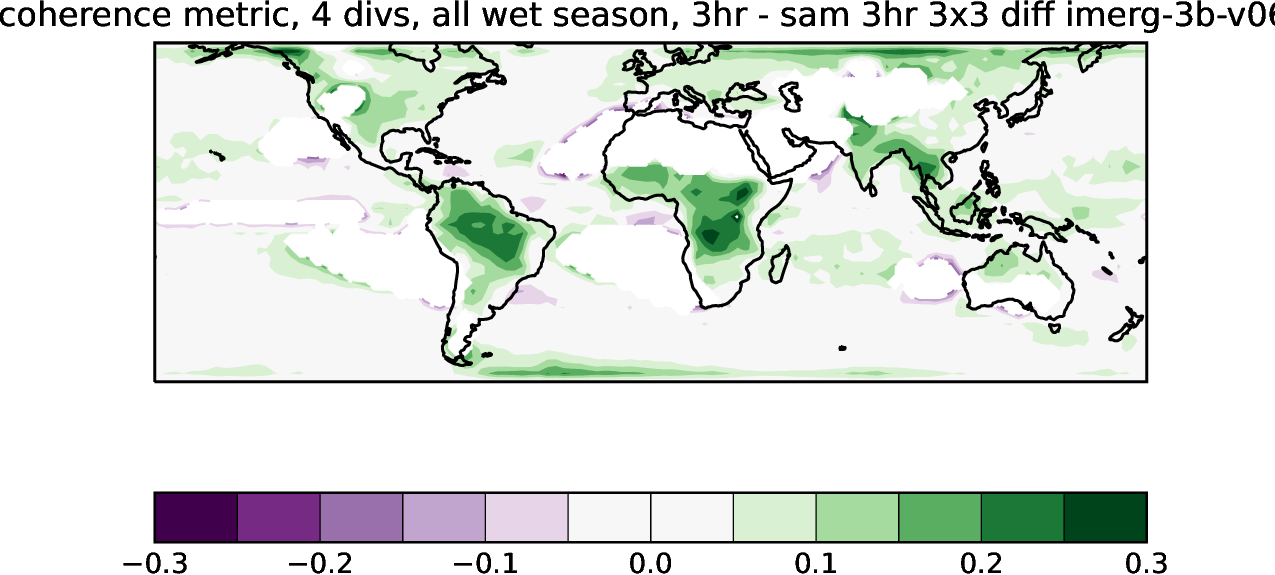 coherence metric, 4 divs, all wet season, 3hr - sam 3hr 3x3 diff imerg-3b-v06
−0.3 −0.2 −0.1 0.0 0.1 0.2 0.3